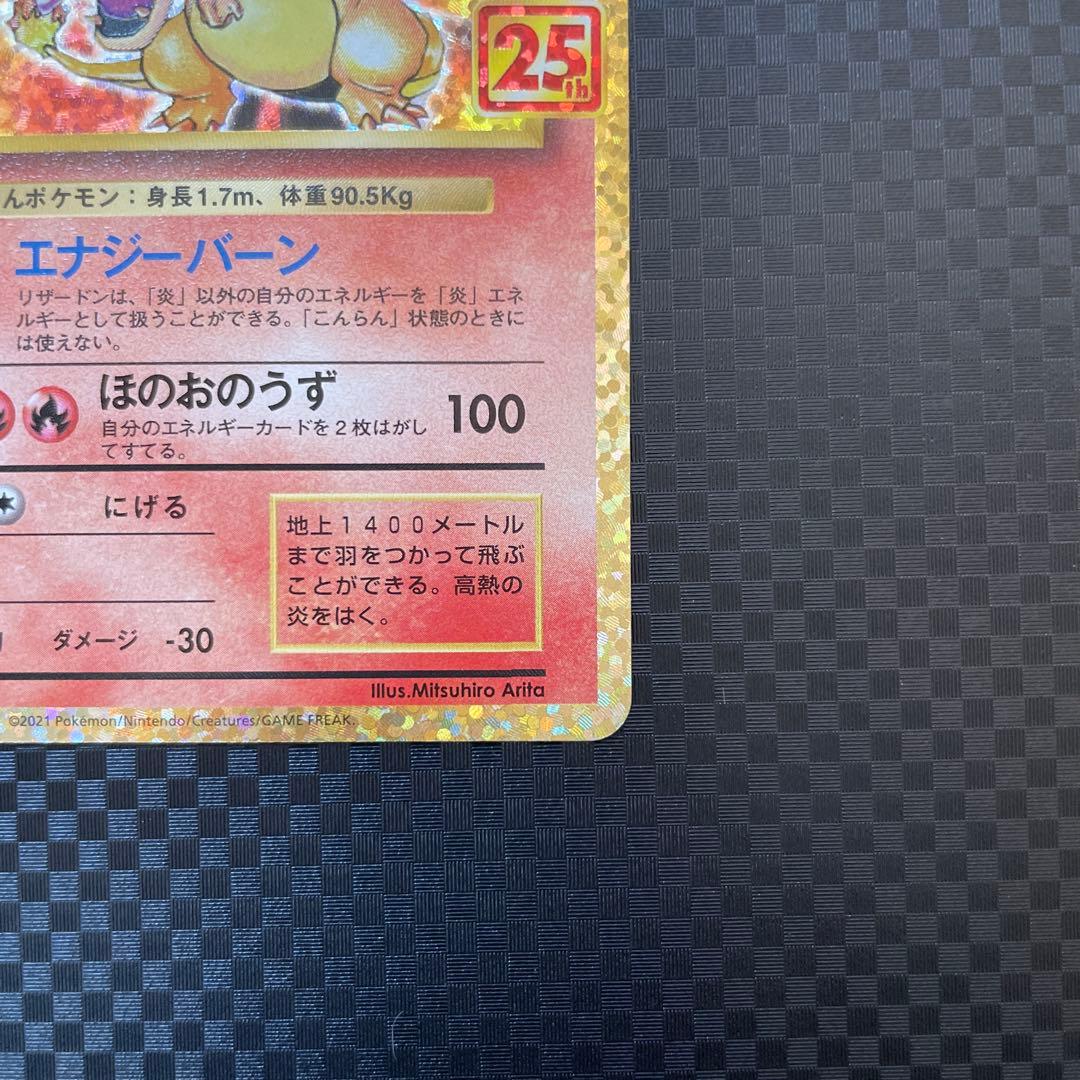 25th
んポケモン：身長1.7m、体重90.5Kg
エナジーバーン
リザードンは、「炎」以外の自分のエネルギーを「炎」エネ
ルギーとして扱うことができる。「こんらん」状態のときに
は使えない。
ほのおのうず 100
自分のエネルギーカードを２枚はがし
てすてる。
にげる
地上１４００メートル
まで羽をつかって飛ぶ
ことができる。高熱の
炎をはく。
ダメージ -30
Illus.Mitsuhiro Arita
©2021 Pokémon/Nintendo/Creatures/GAME FREAK.